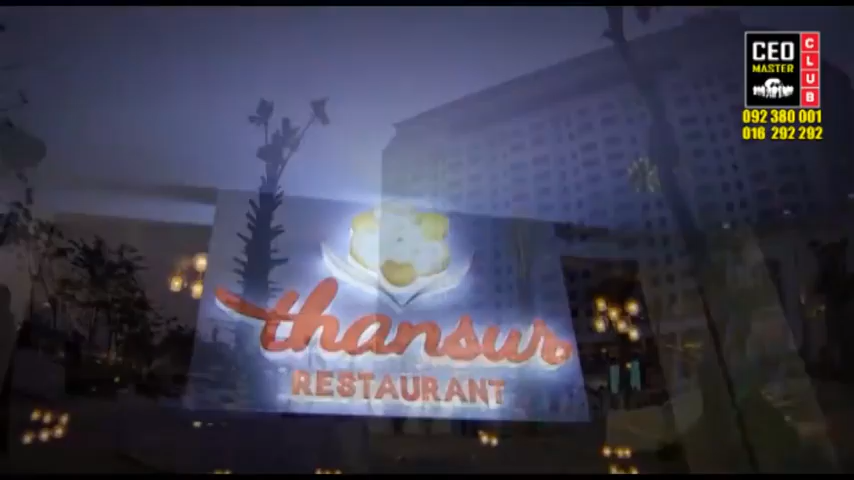 thansur
RESTAURANT
CEO
MASTER
CLUB
092 380 001
016 292 292